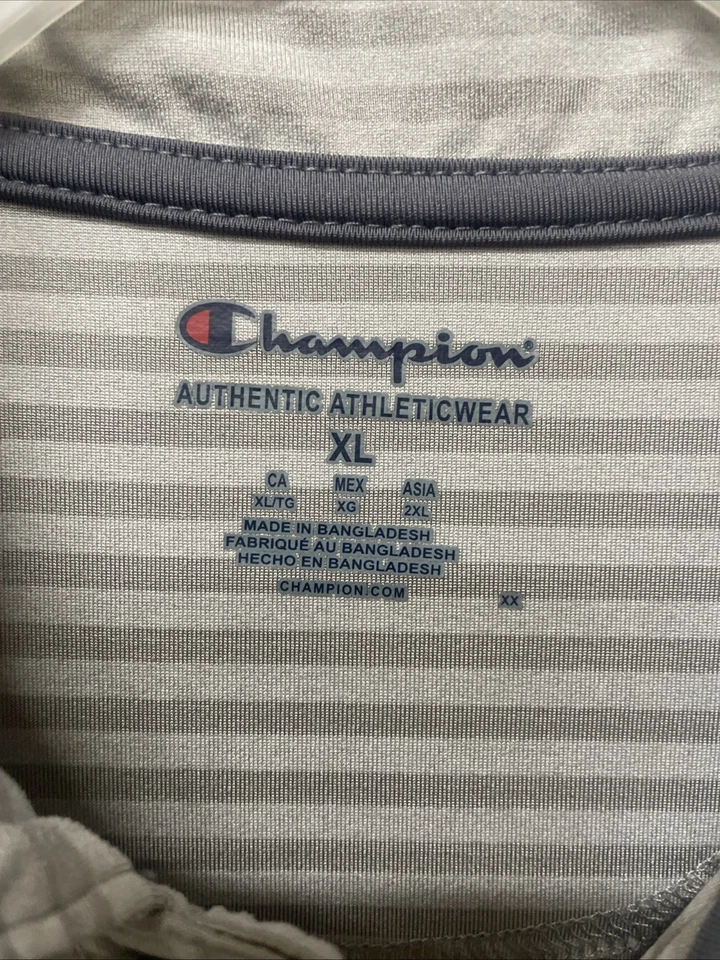 Champion
AUTHENTIC ATHLETICWEAR
XL
CA MEX ASIA
XL/TG XG 2XL
MADE IN BANGLADESH
FABRIQUÉ AU BANGLADESH
HECHO EN BANGLADESH
CHAMPION.COM XX